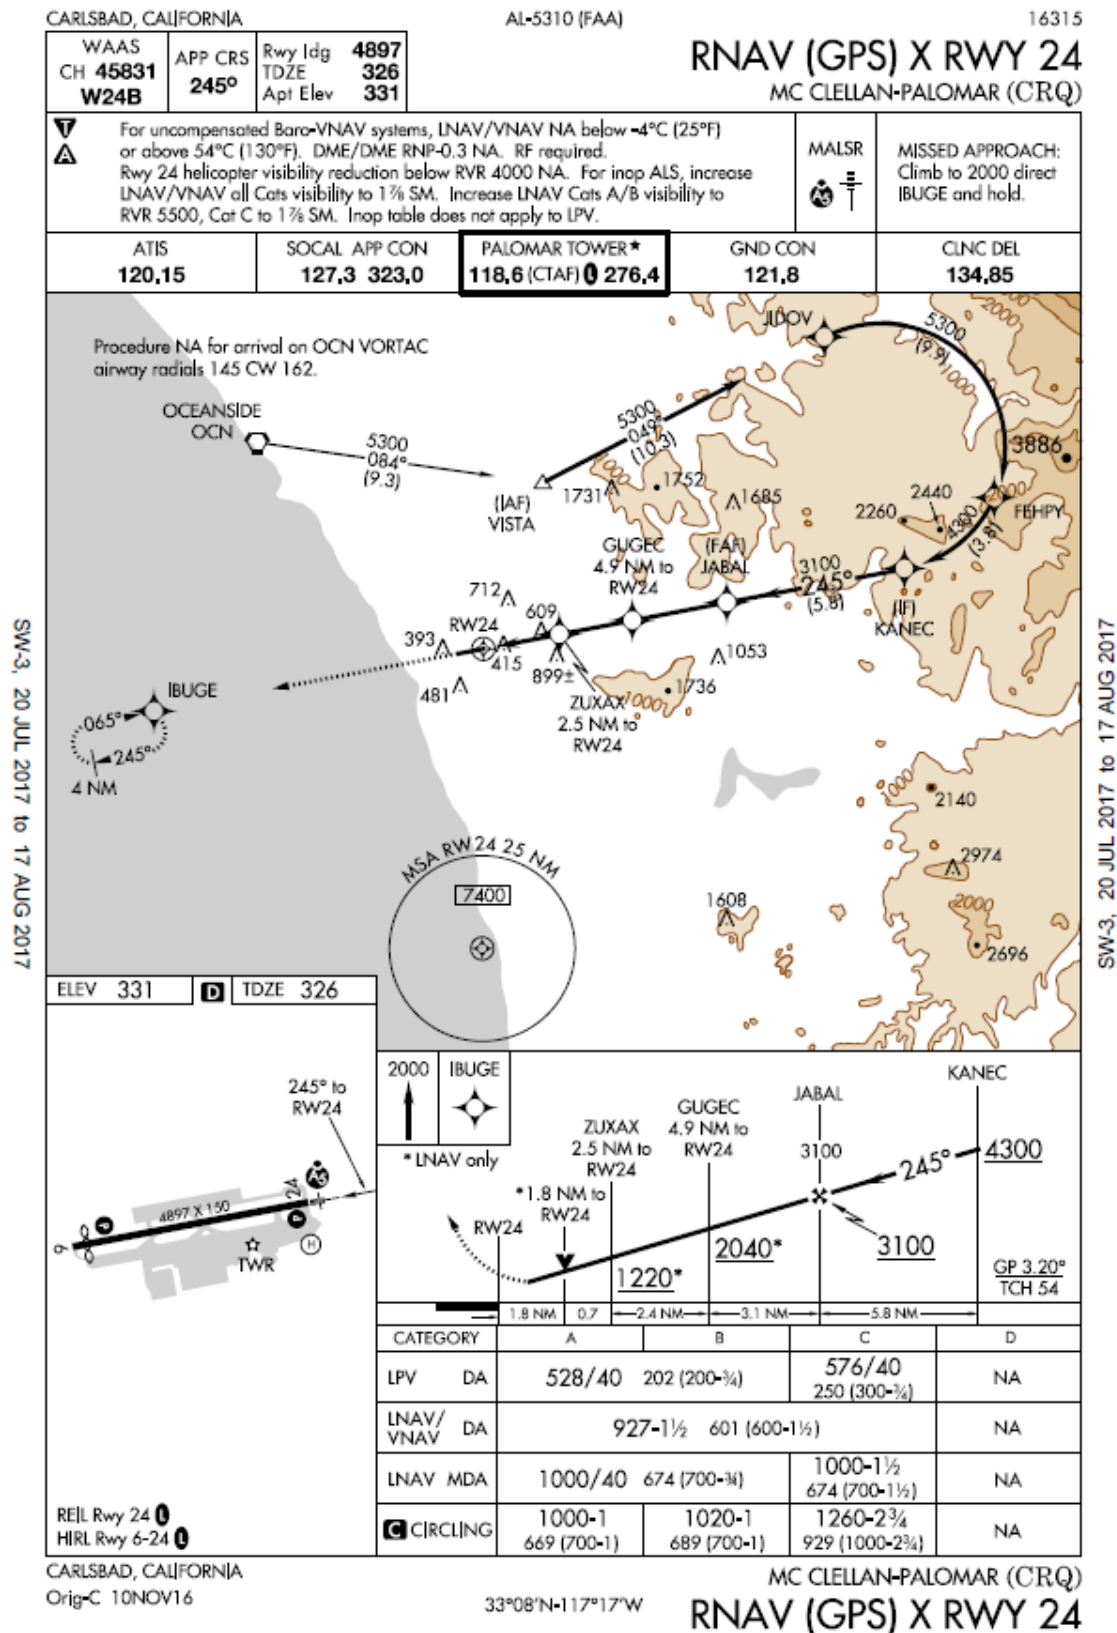 CARLSBAD, CALIFORNIA
AL-5310 (FAA)
16315
WAAS
CH 45831
W24B
APP CRS
245°
Rwy ldg 4897
TDZE 326
Apt Elev 331
RNAV (GPS) X RWY 24
MC CLELLAN-PALOMAR (CRQ)
T
A
For uncompensated Baro-VNAV systems, LNAV/VNAV NA below -4°C (25°F)
or above 54°C (130°F). DME/DME RNP-0.3 NA. RF required.
Rwy 24 helicopter visibility reduction below RVR 4000 NA. For inop ALS, increase
LNAV/VNAV all Cats visibility to 1⅞ SM. Increase LNAV Cats A/B visibility to
RVR 5500, Cat C to 1⅞ SM. Inop table does not apply to LPV.
MALSR
A5
MISSED APPROACH:
Climb to 2000 direct
IBUGE and hold.
ATIS
120.15
SOCAL APP CON
127.3 323.0
PALOMAR TOWER★
118.6 (CTAF) L 276.4
GND CON
121.8
CLNC DEL
134.85
Procedure NA for arrival on OCN VORTAC
airway radials 145 CW 162.
OCEANSIDE
OCN
5300
084°
(9.3)
(IAF)
VISTA
5300
049°
(10.3)
JIDOV
5300
(9.9)
1000
2000
3886
2000
FEHPY
4300
(3.8)
2440
2260
1000
1731
1752
1685
GUGEC
4.9 NM to
RW24
(FAF)
JABAL
3100
245°
(5.8)
(IF)
KANEC
712
609
RW24
393
415
899±
481
1053
1736
1000
ZUXAX
2.5 NM to
RW24
IBUGE
065°
245°
4 NM
1000
2140
2974
2000
2696
1608
MSA RW24 25 NM
7400
SW-3, 20 JUL 2017 to 17 AUG 2017
SW-3, 20 JUL 2017 to 17 AUG 2017
ELEV 331
D
TDZE 326
245° to
RW24
A5
24
4897 X 150
P
P
6
TWR
H
REIL Rwy 24 L
HIRL Rwy 6-24 L
2000
IBUGE
* LNAV only
KANEC
JABAL
GUGEC
4.9 NM to
RW24
ZUXAX
2.5 NM to
RW24
*1.8 NM to
RW24
RW24
3100
245°
4300
3100
2040*
1220*
GP 3.20°
TCH 54
1.8 NM
0.7
2.4 NM
3.1 NM
5.8 NM
CATEGORY A B C D
LPV DA 528/40 202 (200-¾) 576/40 250 (300-¾) NA
LNAV/VNAV DA 927-1½ 601 (600-1½) NA
LNAV MDA 1000/40 674 (700-¾) 1000-1½ 674 (700-1½) NA
C CIRCLING 1000-1 669 (700-1) 1020-1 689 (700-1) 1260-2¾ 929 (1000-2¾) NA
CARLSBAD, CALIFORNIA
Orig-C 10NOV16
33°08'N-117°17'W
MC CLELLAN-PALOMAR (CRQ)
RNAV (GPS) X RWY 24